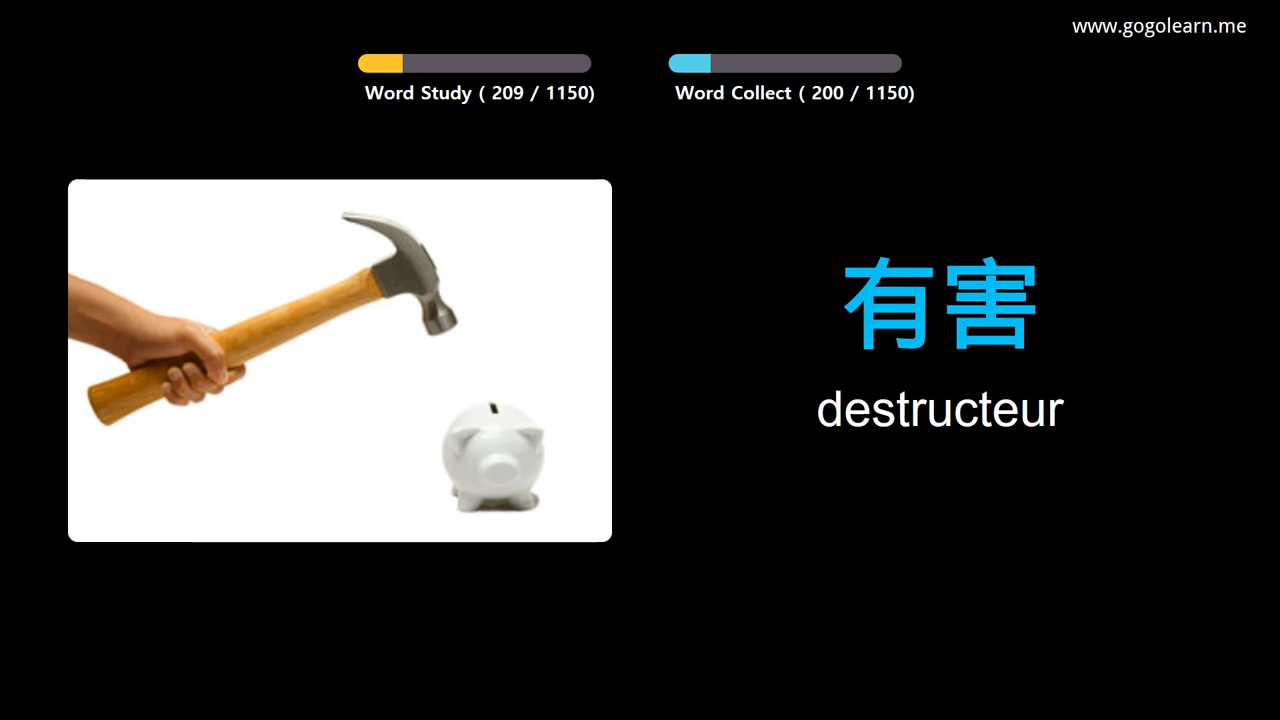 www.gogolearn.me
Word Study ( 209 / 1150)
Word Collect ( 200 / 1150)
有害
destructeur